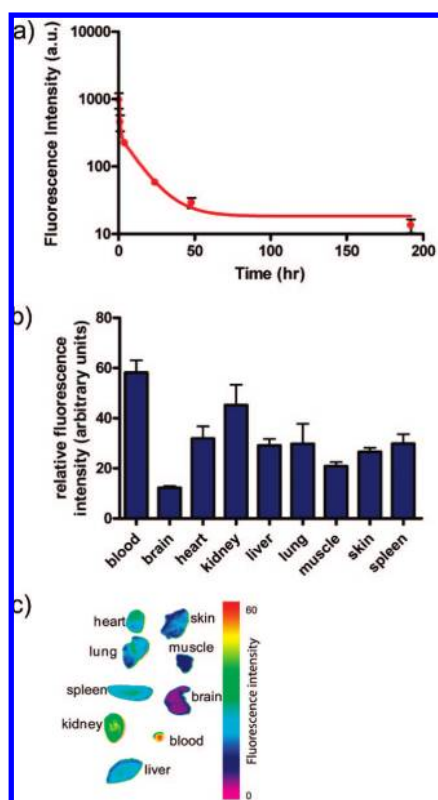 a)
Fluorescence Intensity (a.u.)
10000
1000
100
10
0
50
100
150
200
Time (hr)
b)
relative fluorescence
intensity (arbitrary units)
80
60
40
20
0
blood
brain
heart
kidney
liver
lung
muscle
skin
spleen
c)
heart
skin
lung
muscle
spleen
brain
kidney
blood
liver
60
Fluorescence intensity
0